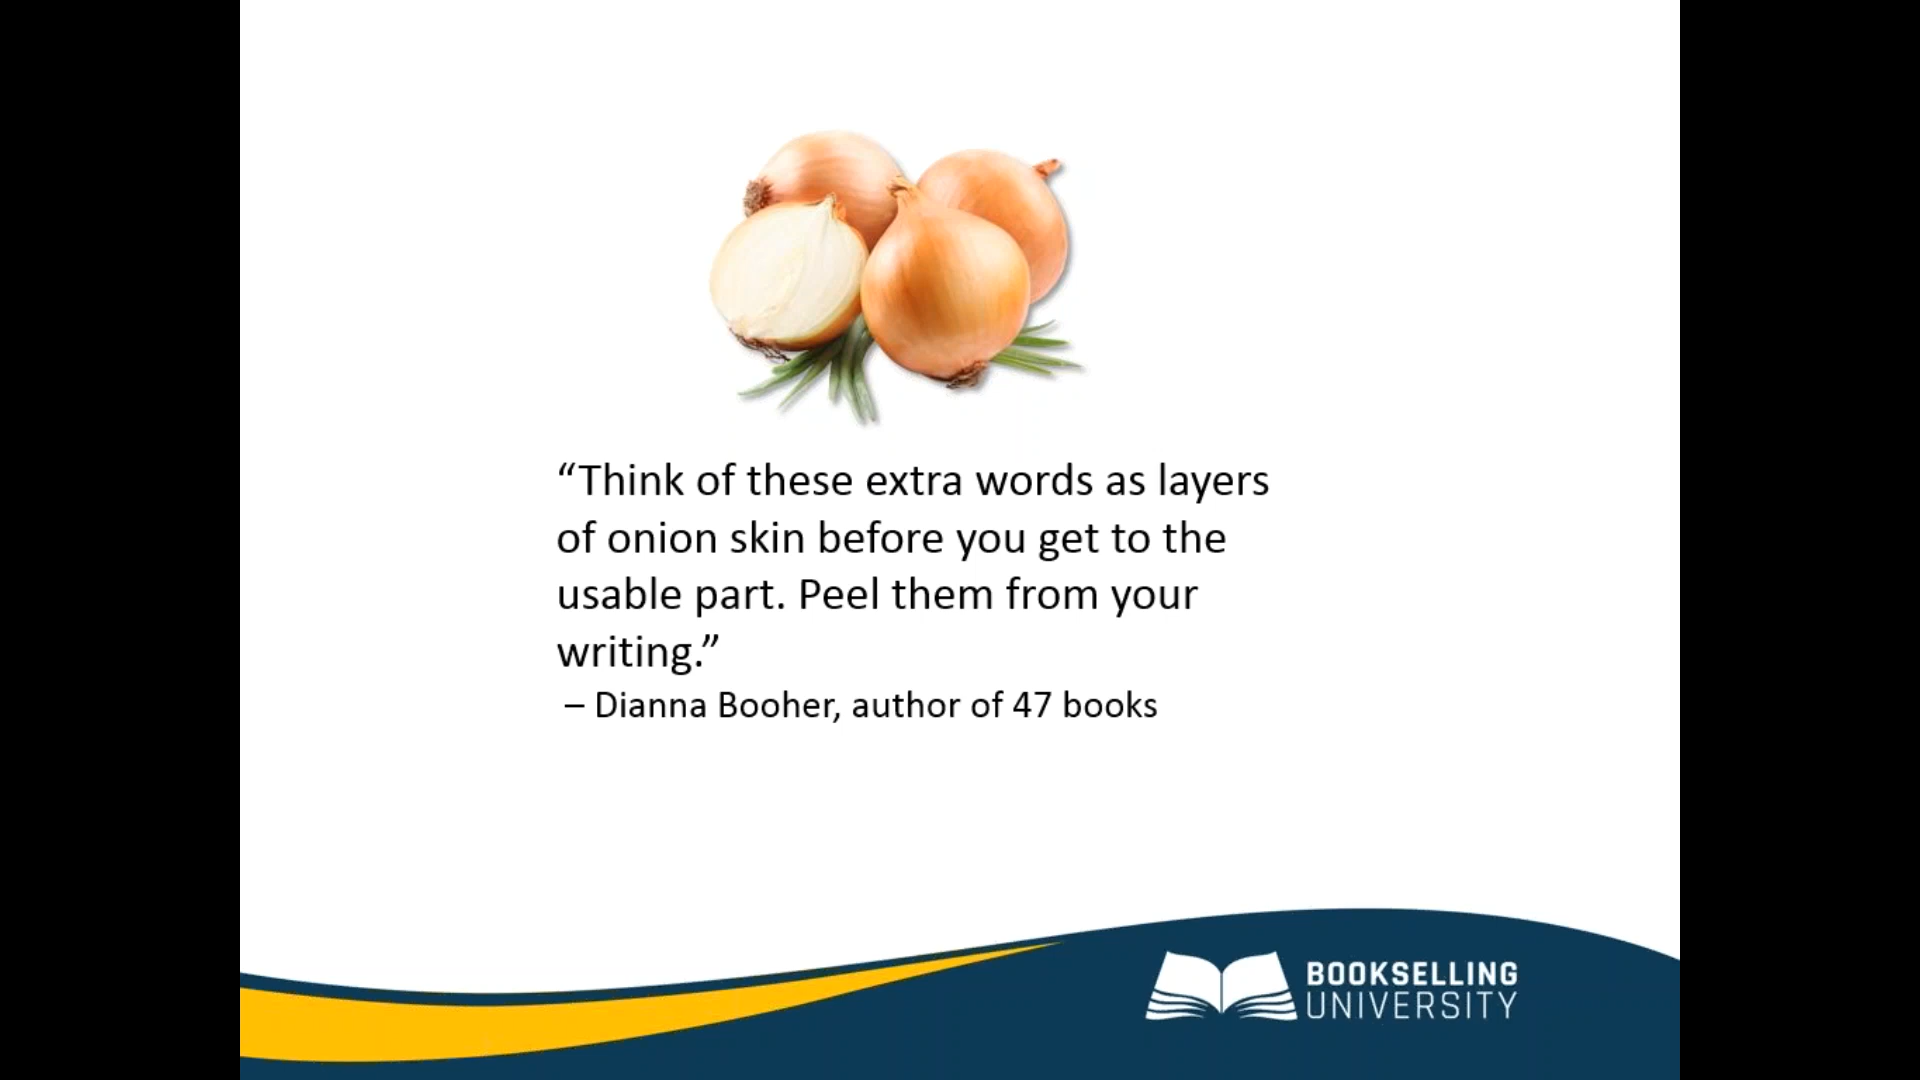 “Think of these extra words as layers
of onion skin before you get to the
usable part. Peel them from your
writing.”
– Dianna Booher, author of 47 books
BOOKSELLING
UNIVERSITY